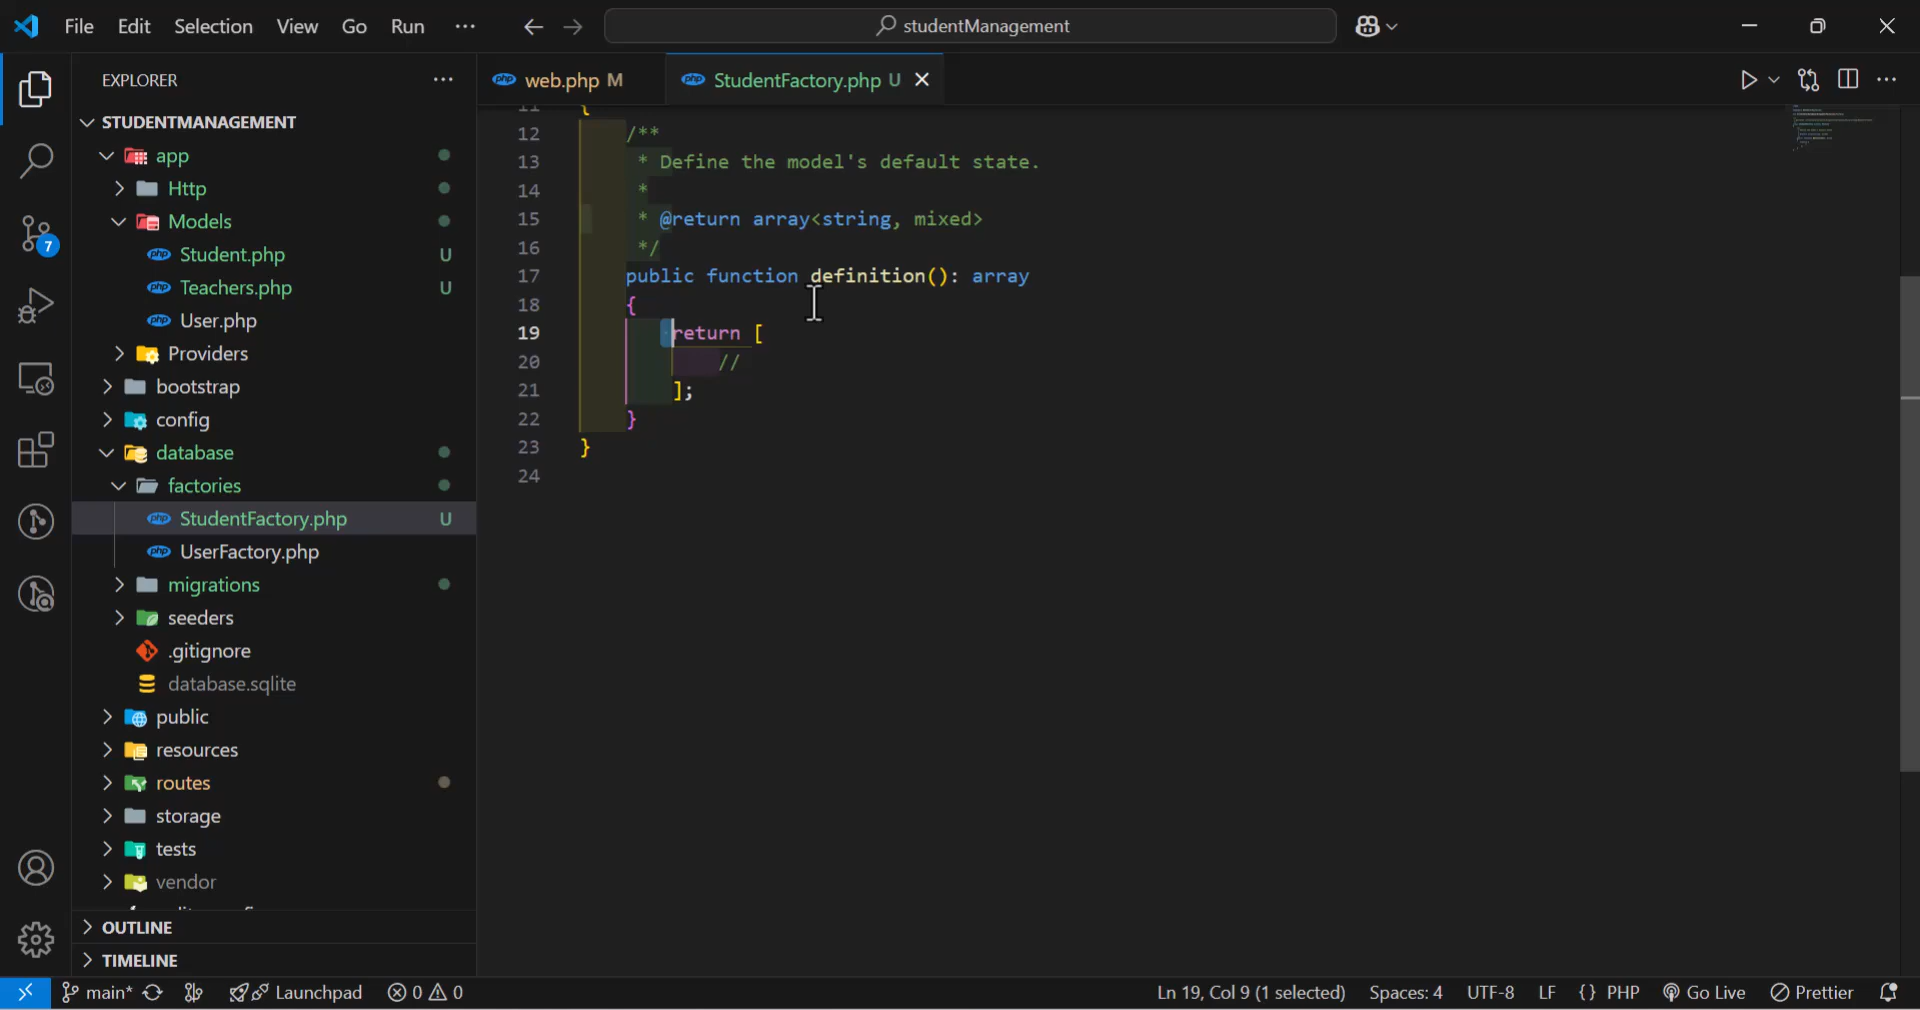 File Edit Selection View Go Run ··· studentManagement
EXPLORER ···
STUDENTMANAGEMENT
app
Http
Models
Student.php U
Teachers.php U
User.php
Providers
bootstrap
config
database
factories
StudentFactory.php U
UserFactory.php
migrations
seeders
.gitignore
database.sqlite
public
resources
routes
storage
tests
vendor
OUTLINE
TIMELINE
7
web.php M StudentFactory.php U
11 {
12 /**
13 * Define the model's default state.
14 *
15 * @return array<string, mixed>
16 */
17 public function definition(): array
18 {
19 return [
20 //
21 ];
22 }
23 }
24
main* Launchpad 0 0 Ln 19, Col 9 (1 selected) Spaces: 4 UTF-8 LF {} PHP Go Live Prettier